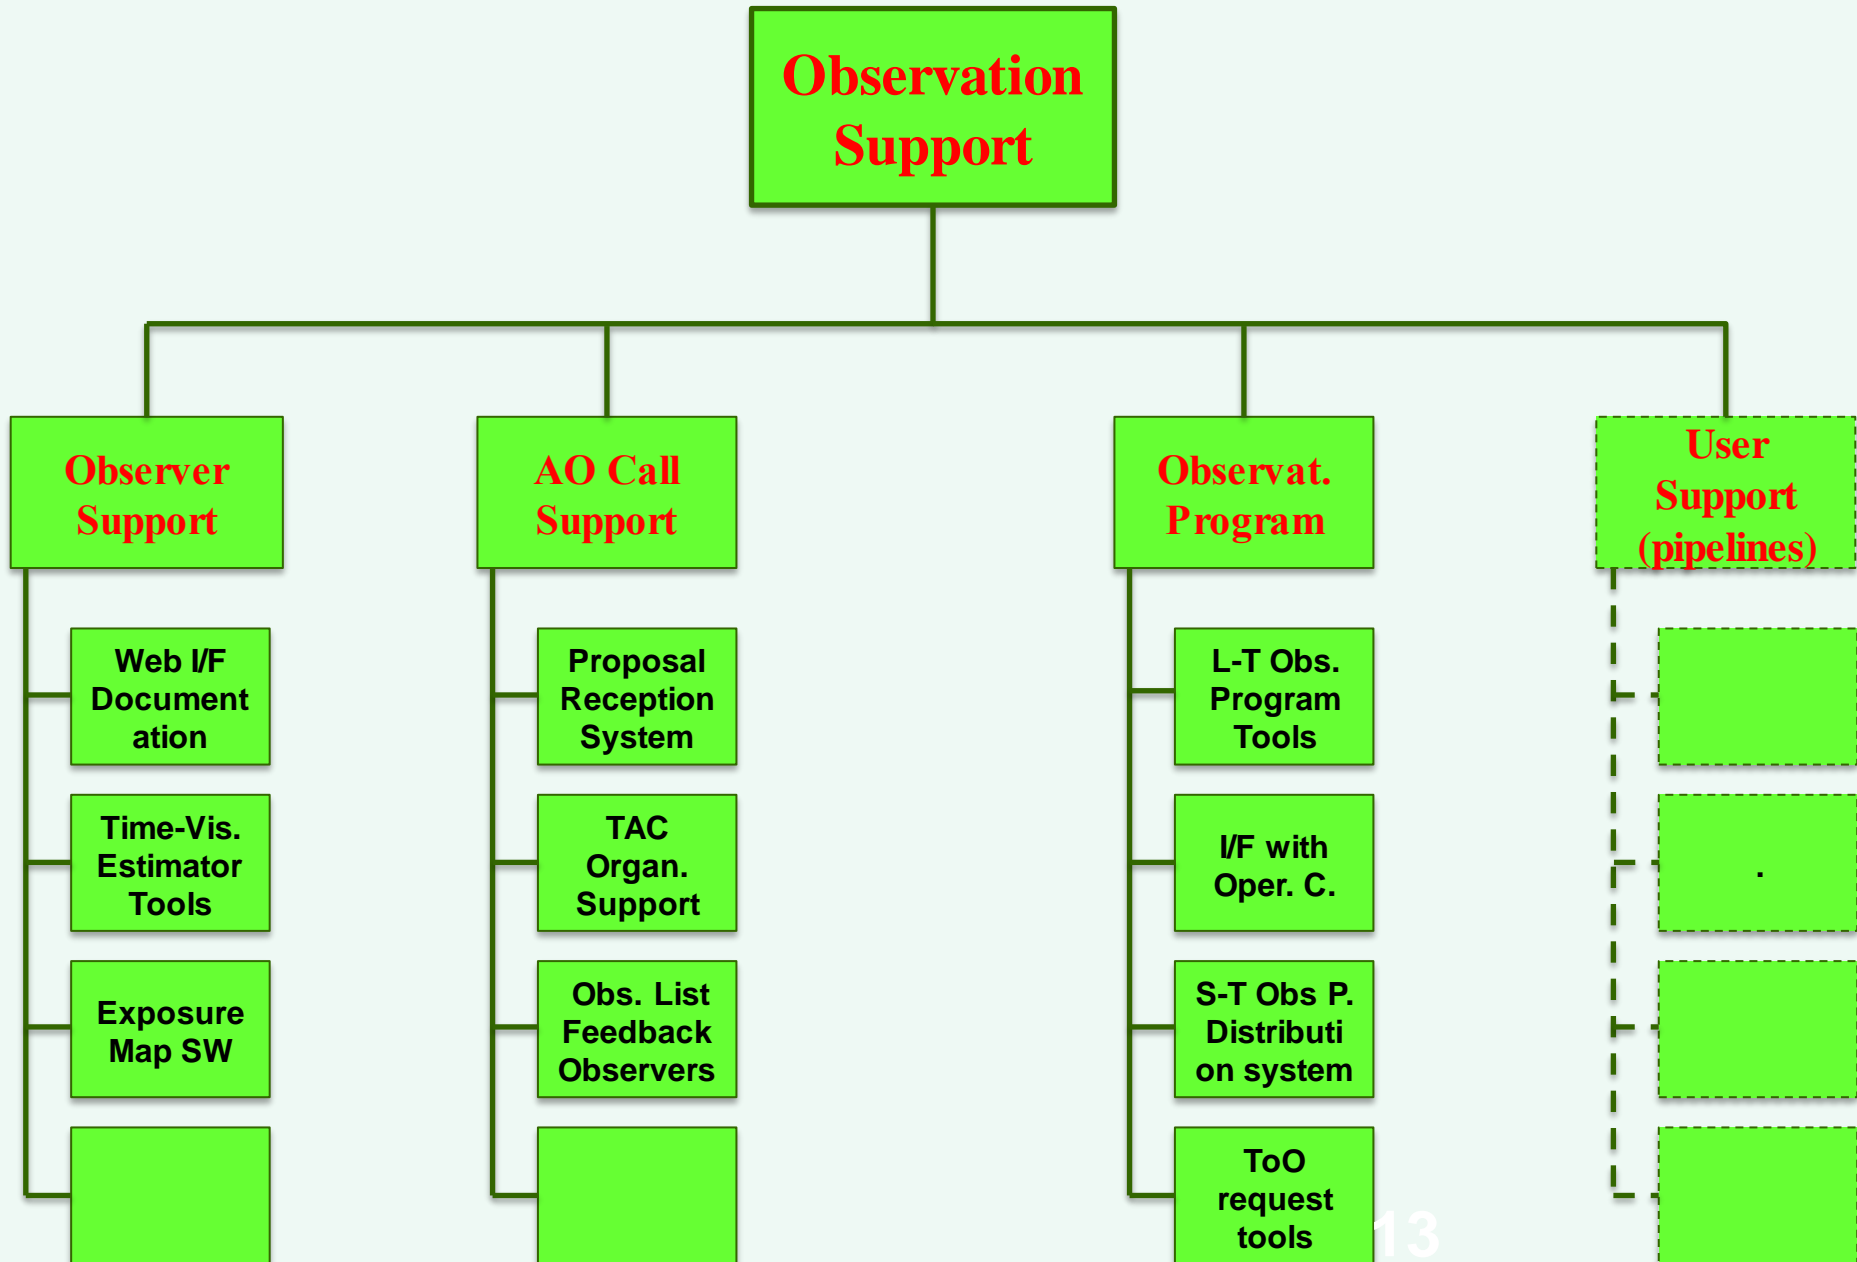 Observation
Support
Observer
Support
AO Call
Support
Observat.
Program
User
Support
(pipelines)
Web I/F
Document
ation
Time-Vis.
Estimator
Tools
Exposure
Map SW
Proposal
Reception
System
TAC
Organ.
Support
Obs. List
Feedback
Observers
L-T Obs.
Program
Tools
I/F with
Oper. C.
S-T Obs P.
Distributi
on system
ToO
request
tools
.
13